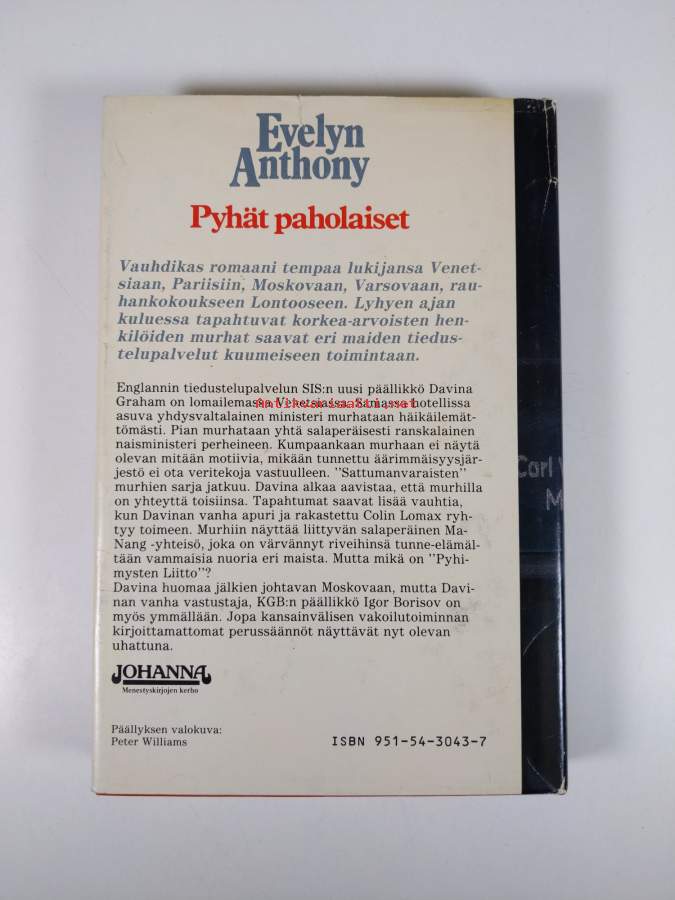 Evelyn
Anthony
Pyhät paholaiset
Vauhdikas romaani tempaa lukijansa Venet-
siaan, Pariisiin, Moskovaan, Varsovaan, rau-
hankokoukseen Lontooseen. Lyhyen ajan
kuluessa tapahtuvat korkea-arvoisten hen-
kilöiden murhat saavat eri maiden tiedus-
telupalvelut kuumeiseen toimintaan.
Englannin tiedustelupalvelun SIS:n uusi päällikkö Davina
Graham on lomailemassa Venetsiassa. Samassa hotellissa
Antikvariaatti.net
asuva yhdysvaltalainen ministeri murhataan häikäilemät-
tömästi. Pian murhataan yhtä salaperäisesti ranskalainen
naisministeri perheineen. Kumpaankaan murhaan ei näytä
olevan mitään motiivia, mikään tunnettu äärimmäisyysjär-
jestö ei ota veritekoja vastuulleen. "Sattumanvaraisten"
murhien sarja jatkuu. Davina alkaa aavistaa, että murhilla
on yhteyttä toisiinsa. Tapahtumat saavat lisää vauhtia,
kun Davinan vanha apuri ja rakastettu Colin Lomax ryh-
tyy toimeen. Murhiin näyttää liittyvän salaperäinen Ma-
Nang -yhteisö, joka on värvännyt riveihinsä tunne-elämäl-
tään vammaisia nuoria eri maista. Mutta mikä on "Pyhi-
mysten Liitto"?
Davina huomaa jälkien johtavan Moskovaan, mutta Davi-
nan vanha vastustaja, KGB:n päällikkö Igor Borisov on
myös ymmällään. Jopa kansainvälisen vakoilutoiminnan
kirjoittamattomat perussäännöt näyttävät nyt olevan
uhattuna.
JOHANNA
Menestyskirjojen kerho
Päällyksen valokuva:
Peter Williams
ISBN 951-54-3043-7
Carl
M